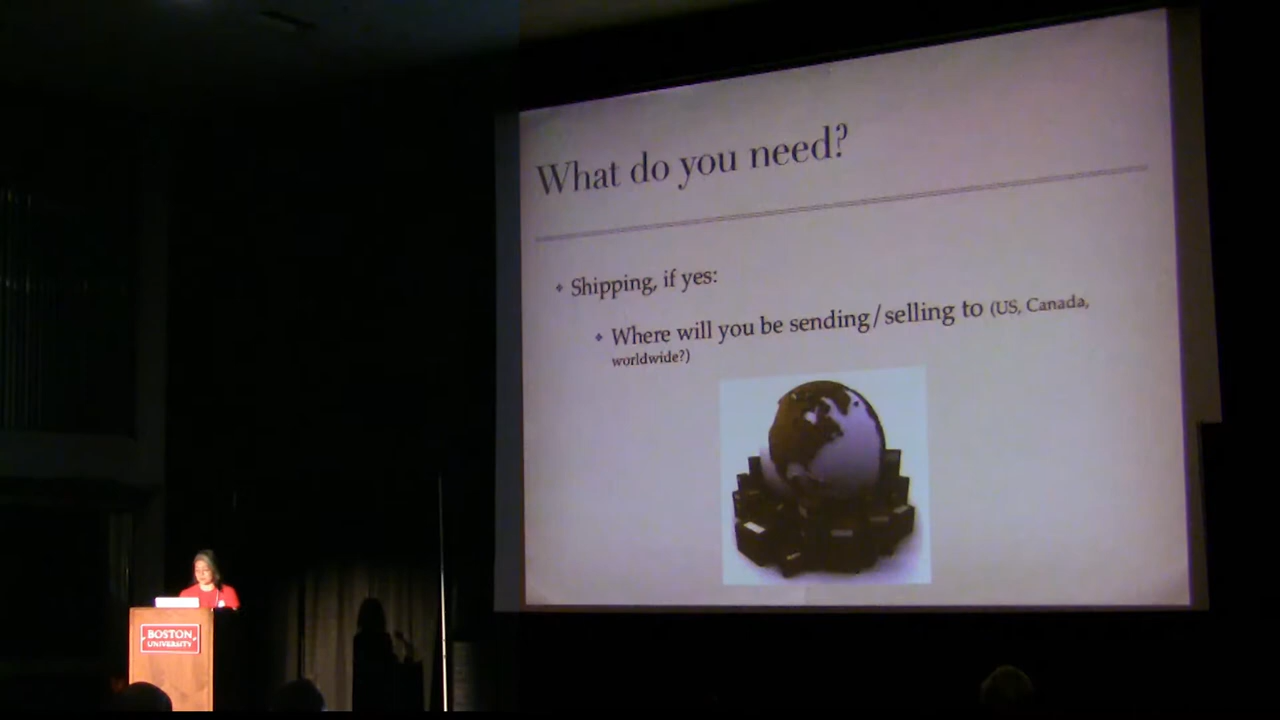 What do you need?
Shipping, if yes:
Where will you be sending/selling to (US, Canada,
worldwide?)
BOSTON
UNIVERSITY